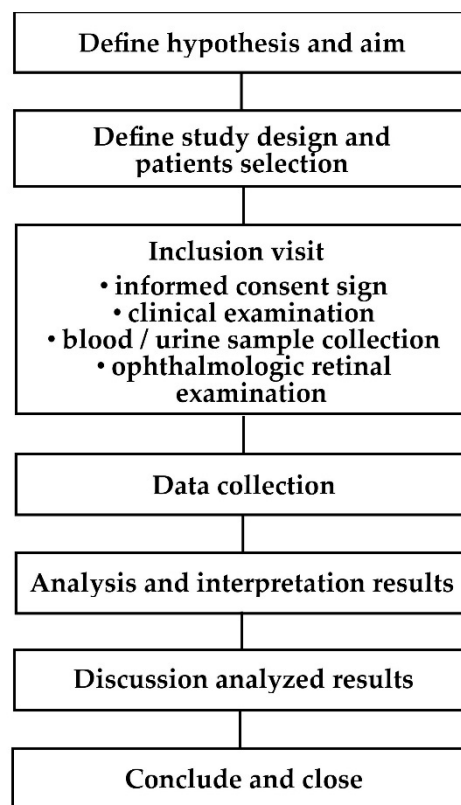 Define hypothesis and aim
Define study design and
patients selection
Inclusion visit
• informed consent sign
• clinical examination
• blood / urine sample collection
• ophthalmologic retinal
examination
Data collection
Analysis and interpretation results
Discussion analyzed results
Conclude and close